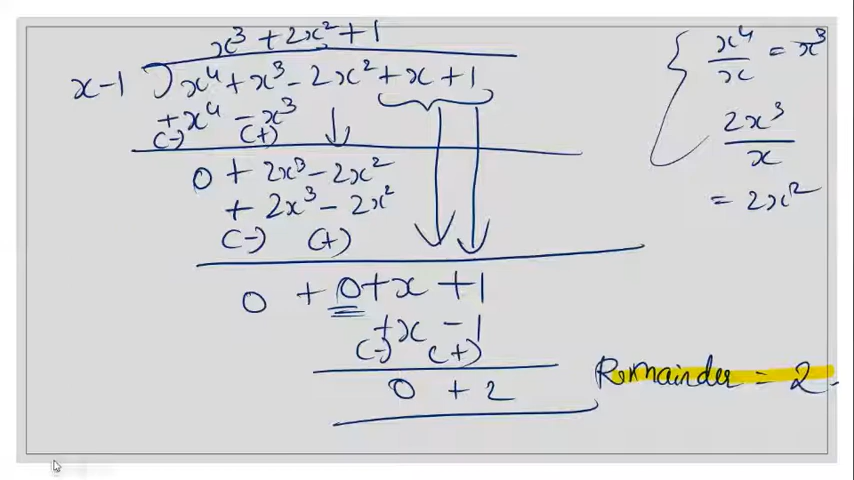 x³ + 2x² + 1
x-1 ) x⁴ + x³ - 2x² + x + 1
+x⁴ - x³
(-) (+)
0 + 2x³ - 2x²
+ 2x³ - 2x²
(-) (+)
0 + 0 + x + 1
+x - 1
(-) (+)
0 + 2
Remainder = 2
x⁴/x = x³
2x³/x
= 2x²